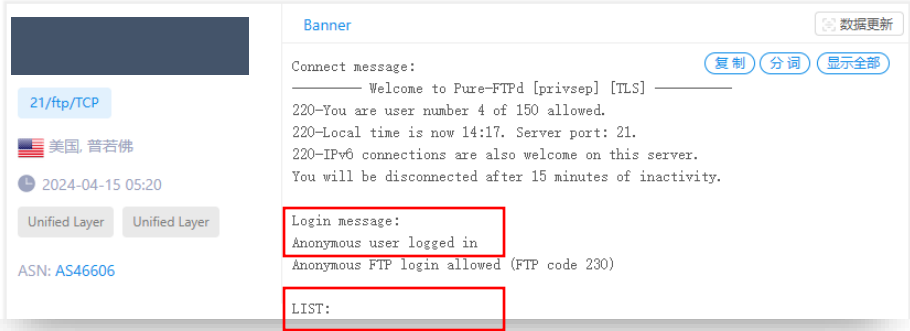 Banner
数据更新
复制
分词
显示全部
Connect message:
———— Welcome to Pure-FTPd [privsep] [TLS] ————
220-You are user number 4 of 150 allowed.
220-Local time is now 14:17. Server port: 21.
220-IPv6 connections are also welcome on this server.
You will be disconnected after 15 minutes of inactivity.
Login message:
Anonymous user logged in
Anonymous FTP login allowed (FTP code 230)
LIST:
21/ftp/TCP
美国, 普若佛
2024-04-15 05:20
Unified Layer Unified Layer
ASN: AS46606